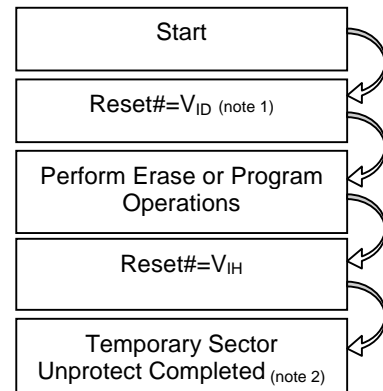 Start
Reset#=VID (note 1)
Perform Erase or Program
Operations
Reset#=VIH
Temporary Sector
Unprotect Completed (note 2)